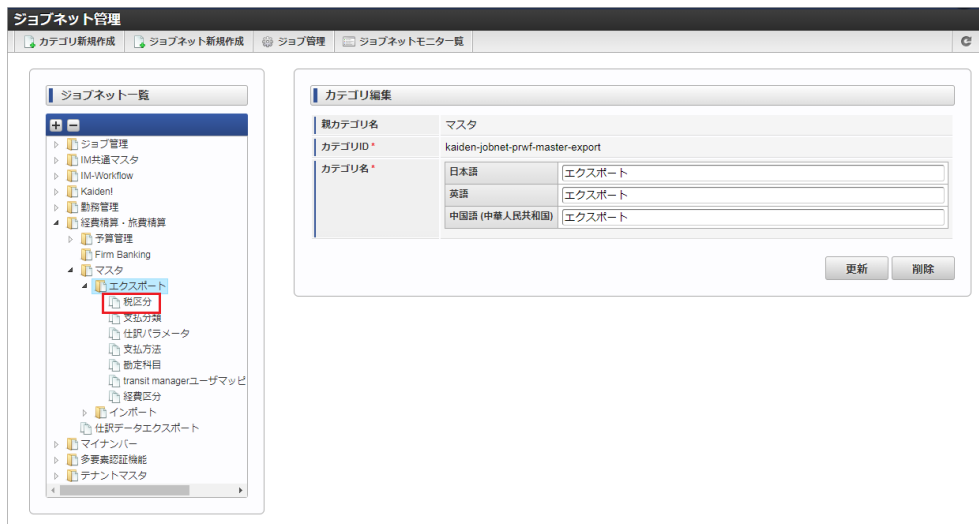 ジョブネット管理
カテゴリ新規作成 ジョブネット新規作成 ジョブ管理 ジョブネットモニタ一覧
ジョブネット一覧
ジョブ管理
IM共通マスタ
IM-Workflow
Kaiden!
勤務管理
経費精算・旅費精算
予算管理
Firm Banking
マスタ
エクスポート
税区分
支払分類
仕訳パラメータ
支払方法
勘定科目
transit managerユーザマッピ
経費区分
インポート
仕訳データエクスポート
マイナンバー
多要素認証機能
テナントマスタ
カテゴリ編集
親カテゴリ名 マスタ
カテゴリID * kaiden-jobnet-prwf-master-export
カテゴリ名 * 日本語 エクスポート
英語 エクスポート
中国語 (中華人民共和国) エクスポート
更新 削除